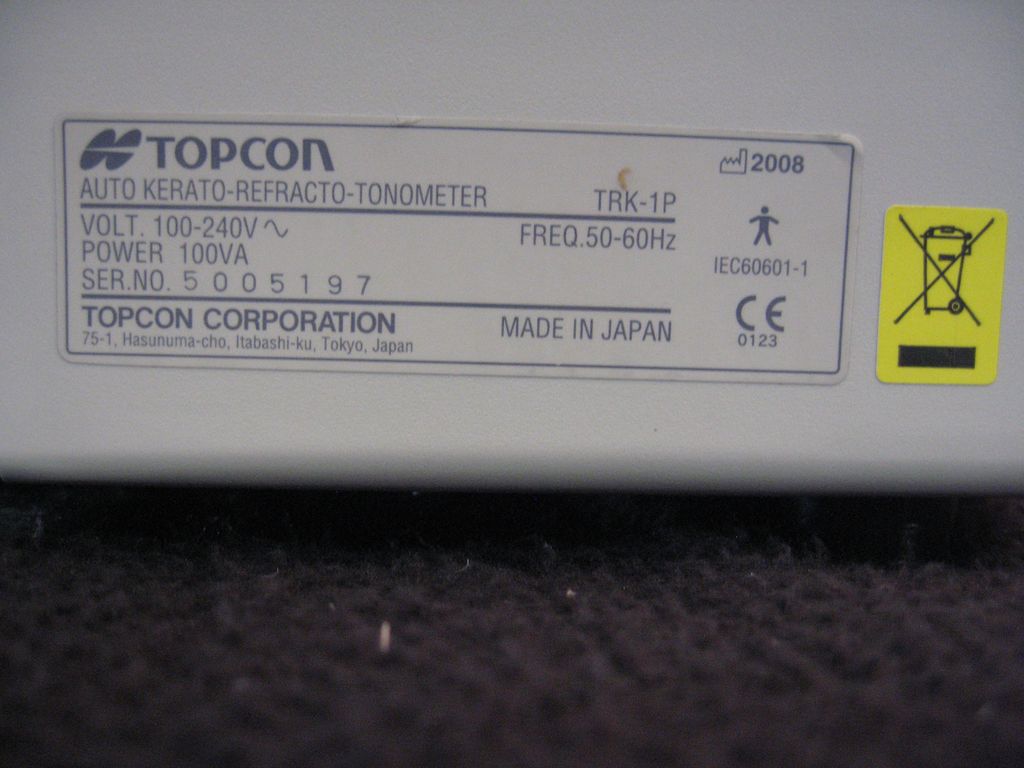 TOPCON
2008
AUTO KERATO-REFRACTO-TONOMETER TRK-1P
VOLT. 100-240V ~ FREQ.50-60Hz
POWER 100VA
IEC60601-1
SER.NO. 5005197
TOPCON CORPORATION MADE IN JAPAN
75-1, Hasunuma-cho, Itabashi-ku, Tokyo, Japan
CE
0123